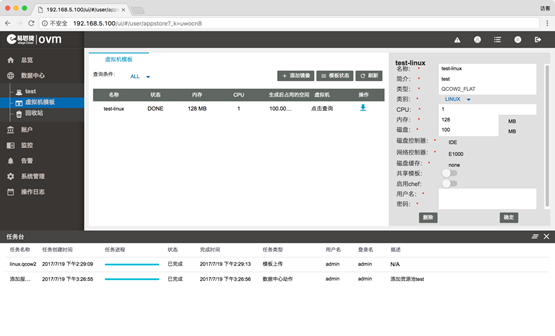 192.168.5.100/ui/#/user/a
访客
不安全 192.168.5.100/ui/#/user/appstore?_k=uwocn8
易思捷 ovm
总览
数据中心
test
虚拟机模板
回收站
账户
监控
告警
系统管理
操作日志
虚拟机模板
查询条件: ALL
+ 添加镜像
模板状态
刷新
名称 状态 内存 CPU 生成后占用的空间 虚拟机 操作
test-linux DONE 128 MB 1 100.00... 点击查询
test-linux
名称: * test-linux
简介: * test
类型: * QCOW2_FLAT
类别: * LINUX
CPU: * 1
内存: * 128 MB
磁盘: * 100 MB
磁盘控制器: * IDE
网络控制器: * E1000
磁盘缓存: * none
共享模板:
启用chef:
用户名: *
密码: *
删除 确定
任务台
任务名称 任务创建时间 任务进程 状态 完成时间 任务类型 用户名 登录名 描述
linux.qcow2 2017/7/19 下午2:29:09 已完成 2017/7/19 下午2:29:13 模板上传 admin admin N/A
添加服... 2017/7/19 下午3:26:55 已完成 2017/7/19 下午3:26:56 数据中心动作 admin admin 添加资源池test